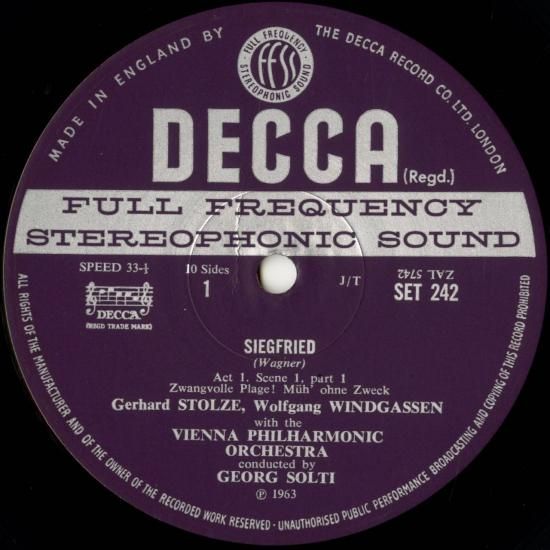 MADE IN ENGLAND BY
THE DECCA RECORD CO. LTD. LONDON
FULL FREQUENCY
FFSS
STEREOPHONIC SOUND
DECCA (Regd.)
FULL FREQUENCY
STEREOPHONIC SOUND
SPEED 33-⅓
10 Sides
1
J/T
ZAL 5742
SET 242
DECCA
(REGD TRADE MARK)
SIEGFRIED
(Wagner)
Act 1, Scene 1, part 1
Zwangvolle Plage! Müh' ohne Zweck
Gerhard STOLZE, Wolfgang WINDGASSEN
with the
VIENNA PHILHARMONIC
ORCHESTRA
conducted by
GEORG SOLTI
℗ 1963
ALL RIGHTS OF THE MANUFACTURER AND OF THE OWNER OF THE RECORDED WORK RESERVED · UNAUTHORISED PUBLIC PERFORMANCE BROADCASTING AND COPYING OF THIS RECORD PROHIBITED